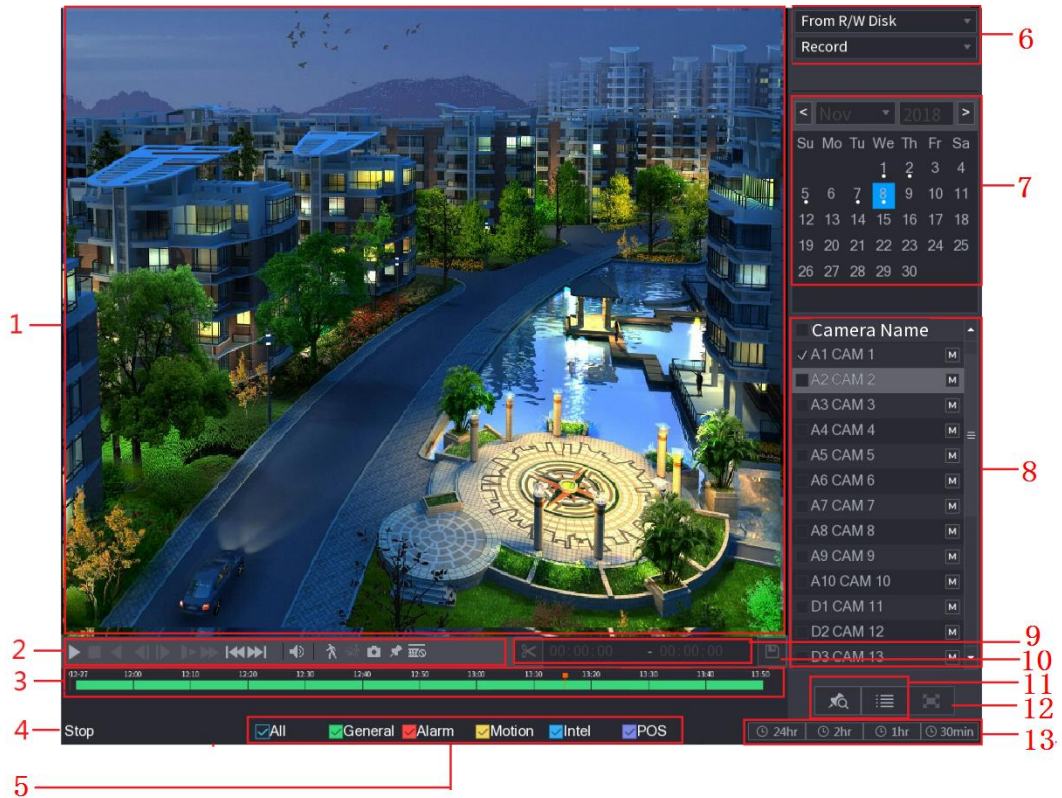 From R/W Disk
6
Record
< Nov 2018 >
Su Mo Tu We Th Fr Sa
1 2 3 4
5 6 7 8 9 10 11
7
12 13 14 15 16 17 18
19 20 21 22 23 24 25
26 27 28 29 30
1
Camera Name
A1 CAM 1 M
A2 CAM 2 M
A3 CAM 3 M
A4 CAM 4 M
A5 CAM 5 M
8
A6 CAM 6 M
A7 CAM 7 M
A8 CAM 8 M
A9 CAM 9 M
A10 CAM 10 M
D1 CAM 11 M
D2 CAM 12 M
D3 CAM 13 M
2
00:00:00 - 00:00:00
9
10
3
12:00 12:10 12:20 12:30 12:40 12:50 13:00 13:10 13:20 13:30 13:40 13:50
11
12
4
Stop
All General Alarm Motion Intel POS
24hr 2hr 1hr 30min
13
5